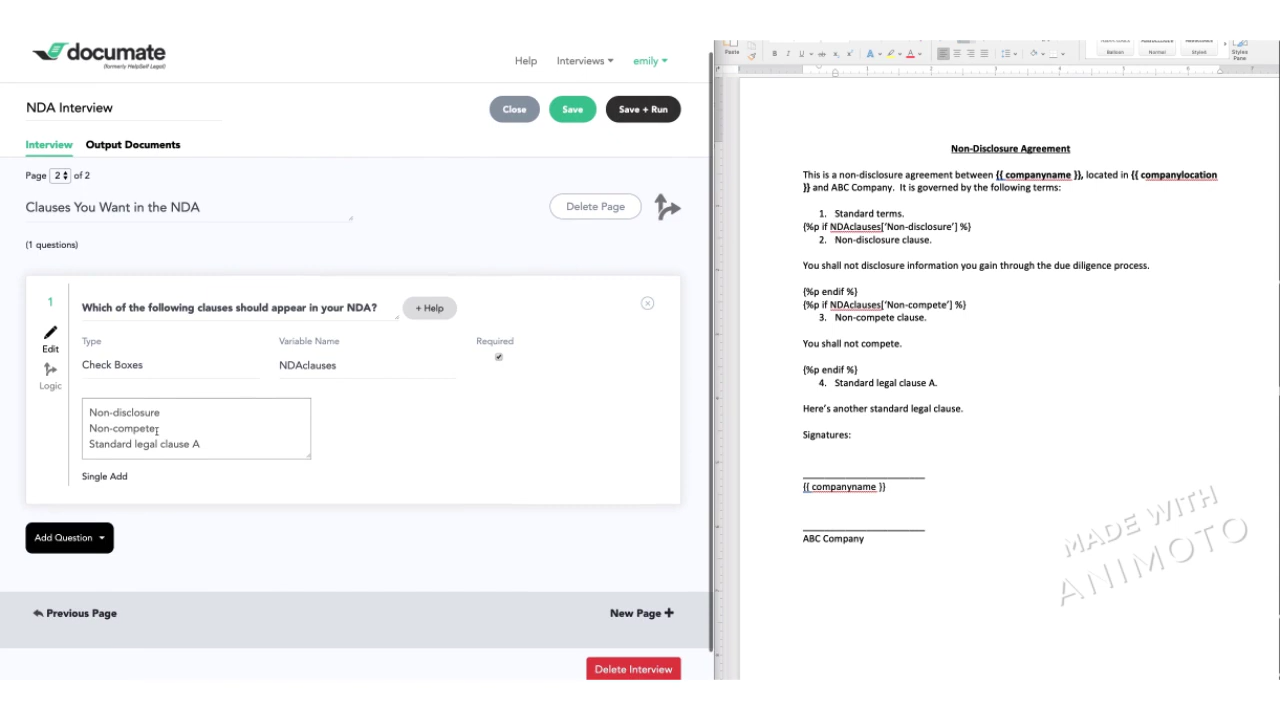 documate
(formerly HelpSelf Legal)
Help Interviews emily
NDA Interview
Close Save Save + Run
Interview Output Documents
Page 2 of 2
Clauses You Want in the NDA
Delete Page
(1 questions)
1
Which of the following clauses should appear in your NDA? + Help
Edit
Logic
Type Variable Name Required
Check Boxes NDAclauses
Non-disclosure
Non-compete
Standard legal clause A
Single Add
Add Question
Previous Page New Page +
Delete Interview
Paste
Balloon Normal Styles
Pane
Non-Disclosure Agreement
This is a non-disclosure agreement between {{ companyname }}, located in {{ companylocation
}} and ABC Company. It is governed by the following terms:
1. Standard terms.
{%p if NDAclauses['Non-disclosure'] %}
2. Non-disclosure clause.
You shall not disclosure information you gain through the due diligence process.
{%p endif %}
{%p if NDAclauses['Non-compete'] %}
3. Non-compete clause.
You shall not compete.
{%p endif %}
4. Standard legal clause A.
Here's another standard legal clause.
Signatures:
{{ companyname }}
ABC Company
MADE WITH
ANIMOTO